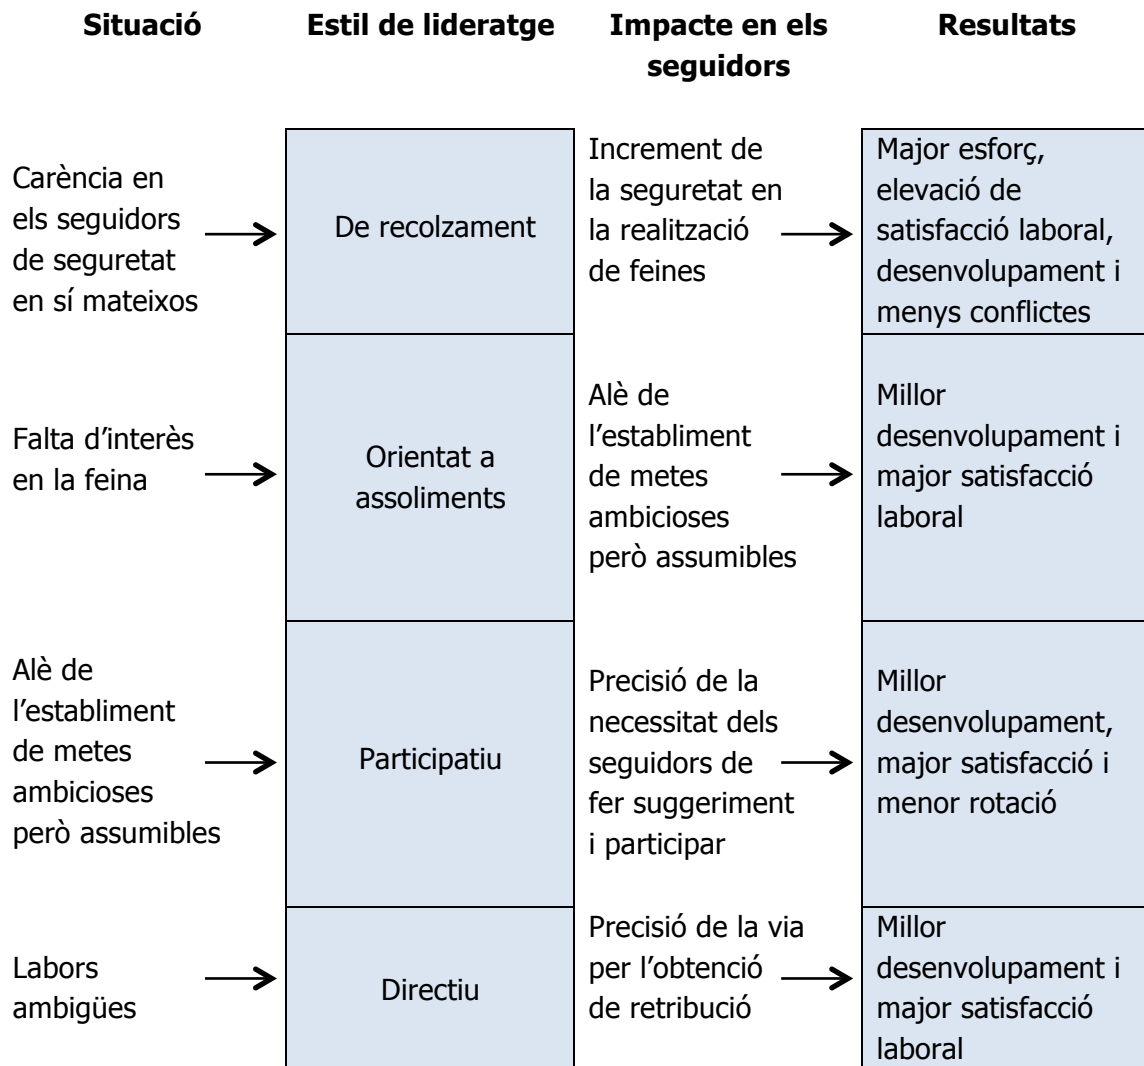 Situació
Estil de lideratge
Impacte en els
seguidors
Resultats
Carència en
els seguidors
de seguretat
en sí mateixos
De recolzament
Increment de
la seguretat en
la realització
de feines
Major esforç,
elevació de
satisfacció laboral,
desenvolupament i
menys conflictes
Falta d’interès
en la feina
Orientat a
assoliments
Alè de
l’establiment
de metes
ambicioses
però assumibles
Millor
desenvolupament i
major satisfacció
laboral
Alè de
l’establiment
de metes
ambicioses
però assumibles
Participatiu
Precisió de la
necessitat dels
seguidors de
fer suggeriment
i participar
Millor
desenvolupament,
major satisfacció i
menor rotació
Labors
ambigües
Directiu
Precisió de la via
per l’obtenció
de retribució
Millor
desenvolupament i
major satisfacció
laboral